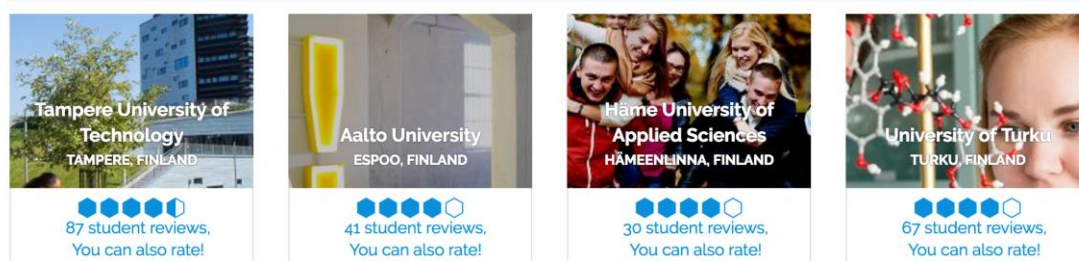 Tampere University of
Technology
TAMPERE, FINLAND
87 student reviews,
You can also rate!
Aalto University
ESPOO, FINLAND
41 student reviews,
You can also rate!
Häme University of
Applied Sciences
HÄMEENLINNA, FINLAND
30 student reviews,
You can also rate!
University of Turku
TURKU, FINLAND
67 student reviews,
You can also rate!